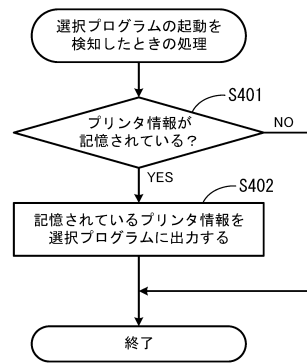 選択プログラムの起動を
検知したときの処理
S401
プリンタ情報が
記憶されている？
NO
YES
S402
記憶されているプリンタ情報を
選択プログラムに出力する
終了